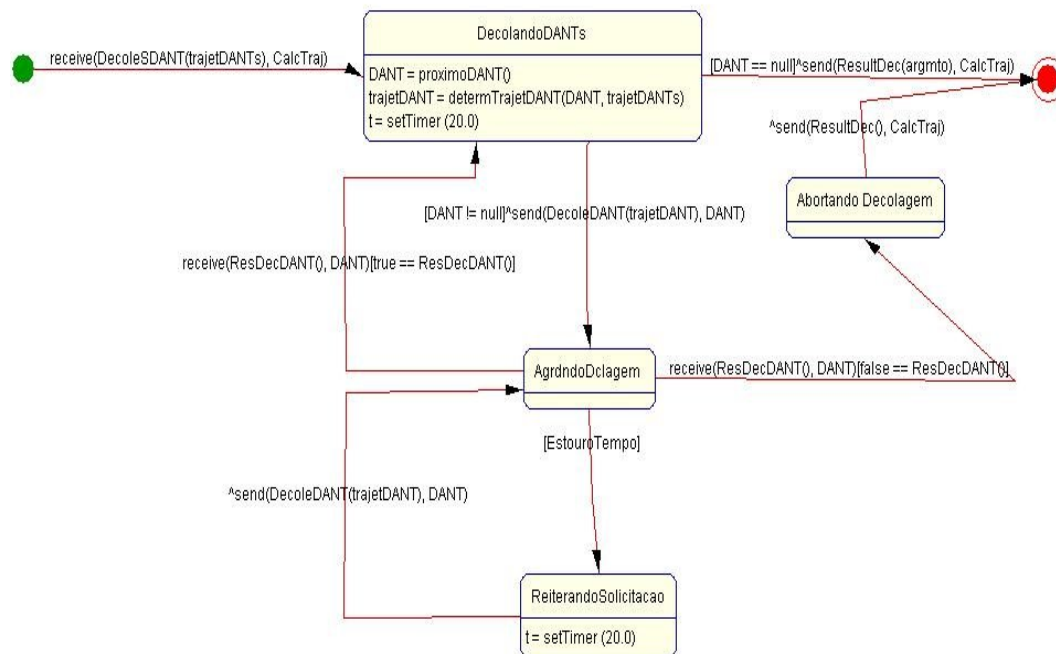 DecolandoDANTs
receive(DecoleSDANT(trajetDANTs), CalcTraj)
DANT = proximoDANT()
trajetDANT = determTrajetDANT(DANT, trajetDANTs)
t = setTimer (20.0)
[DANT == null]^send(ResultDec(argmto), CalcTraj)
^send(ResultDec(), CalcTraj)
Abortando Decolagem
[DANT != null]^send(DecoleDANT(trajetDANT), DANT)
receive(ResDecDANT(), DANT)[true == ResDecDANT()]
AgrdndoDclagem
receive(ResDecDANT(), DANT)[false == ResDecDANT()]
[EstouroTempo]
^send(DecoleDANT(trajetDANT), DANT)
ReiterandoSolicitacao
t = setTimer (20.0)